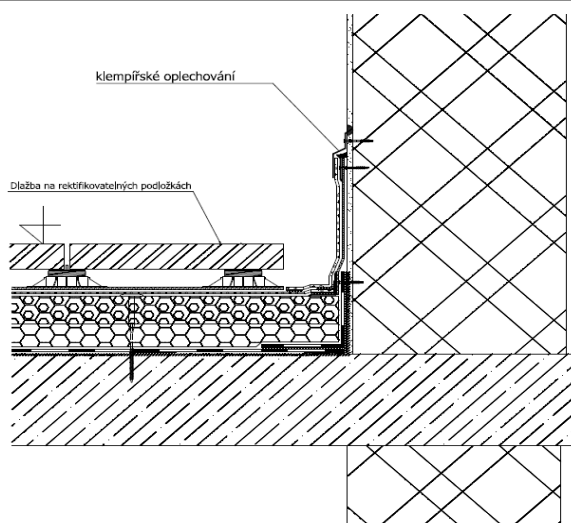 klempířské oplechování
Dlažba na rektifikovatelných podložkách